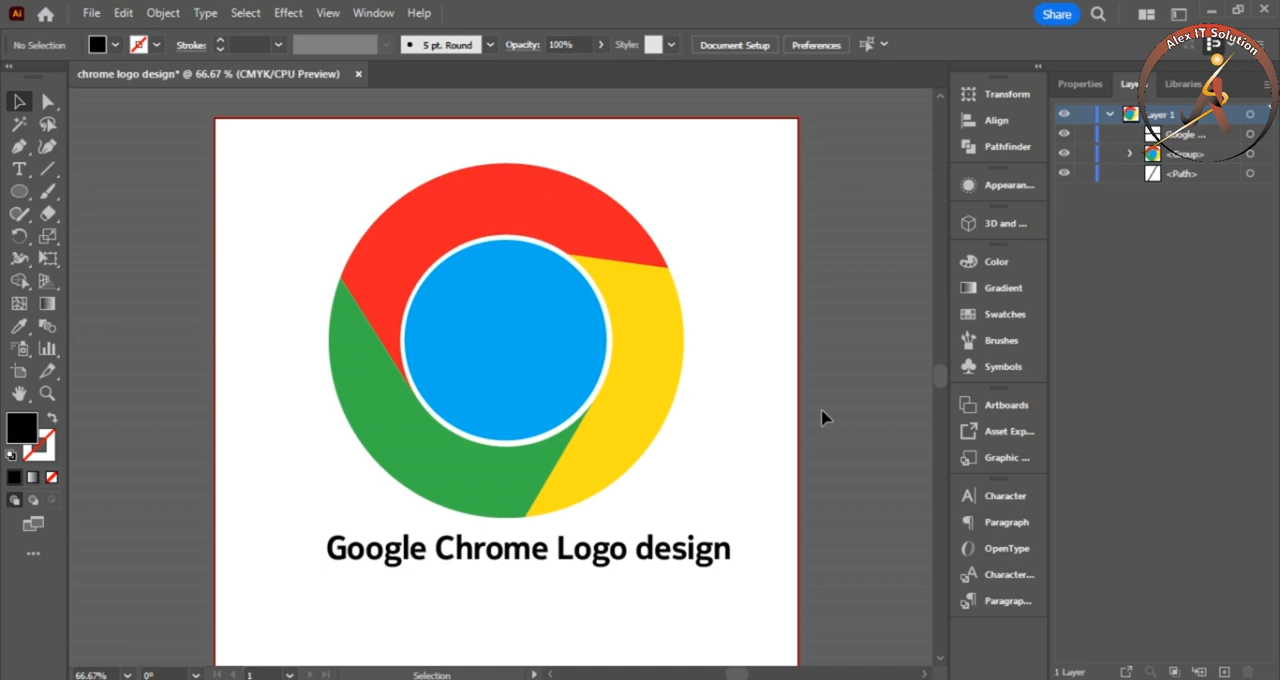 File Edit Object Type Select Effect View Window Help
Share
No Selection
Stroke:
5 pt. Round
Opacity: 100%
Style:
Document Setup
Preferences
chrome logo design* @ 66.67 % (CMYK/CPU Preview)
Alex IT Solution
Properties
Libraries
Transform
Align
Pathfinder
Appearan...
3D and ...
Color
Gradient
Swatches
Brushes
Symbols
Artboards
Asset Exp...
Graphic ...
Character
Paragraph
OpenType
Character...
Paragrap...
Google ...
<Group>
<Path>
Google Chrome Logo design
66.67%
0°
1
Selection
1 Layer